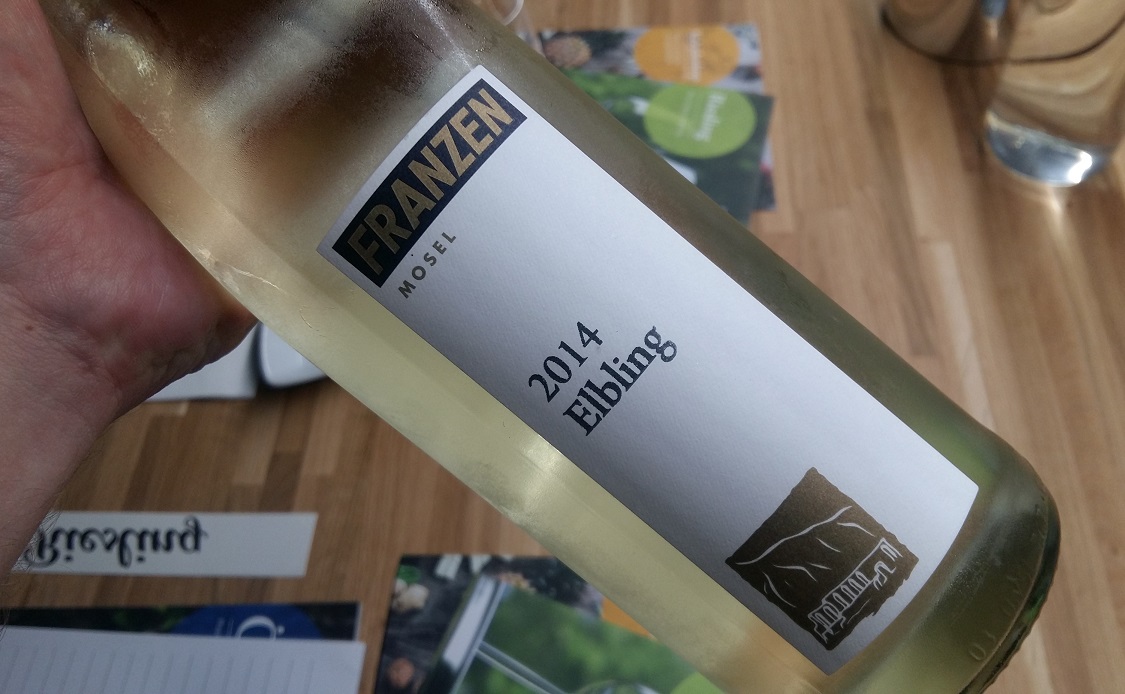 FRANZEN
MOSEL
2014
Elbling
Riesling